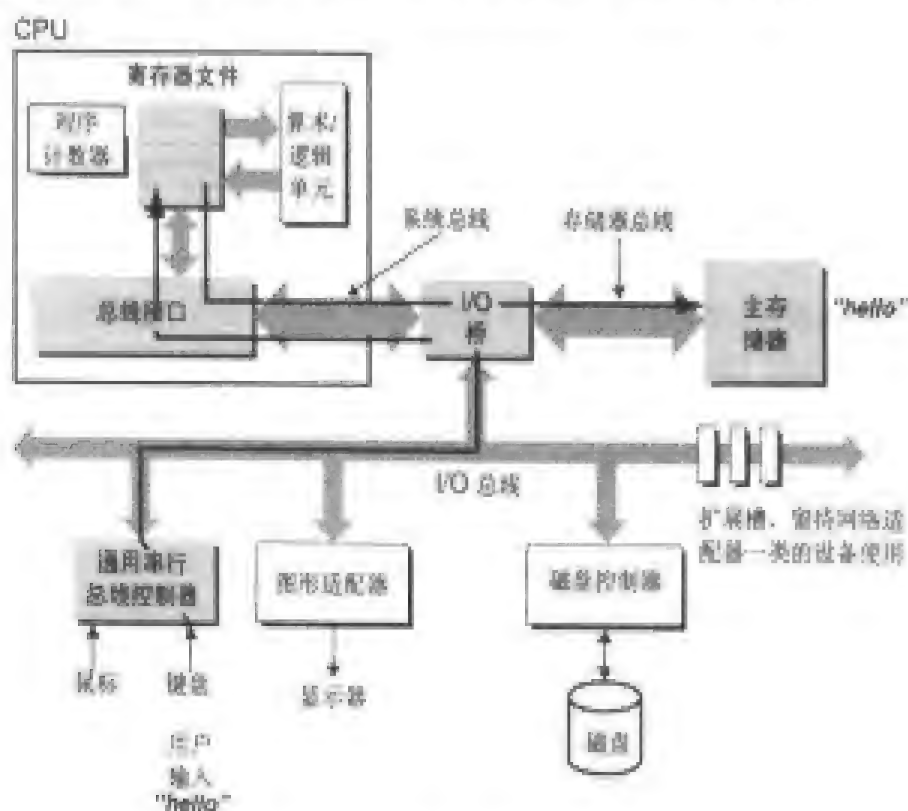 CPU
寄存器文件
程序
计数器
算术/
逻辑
单元
系统总线
存储器总线
总线接口
I/O
桥
主存
储器
"hello"
I/O 总线
扩展槽，留待网络适
配器一类的设备使用
通用串行
总线控制器
图形适配器
磁盘控制器
鼠标
键盘
显示器
磁盘
用户
输入
"hello"